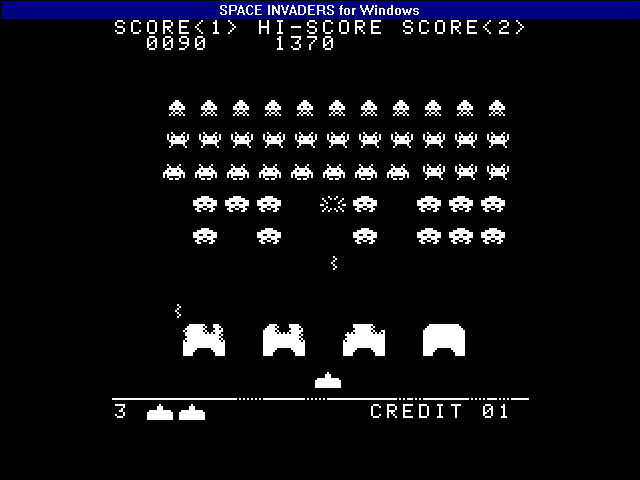 SPACE INVADERS for Windows
SCORE<1> HI-SCORE SCORE<2>
0090 1370
3 CREDIT 01